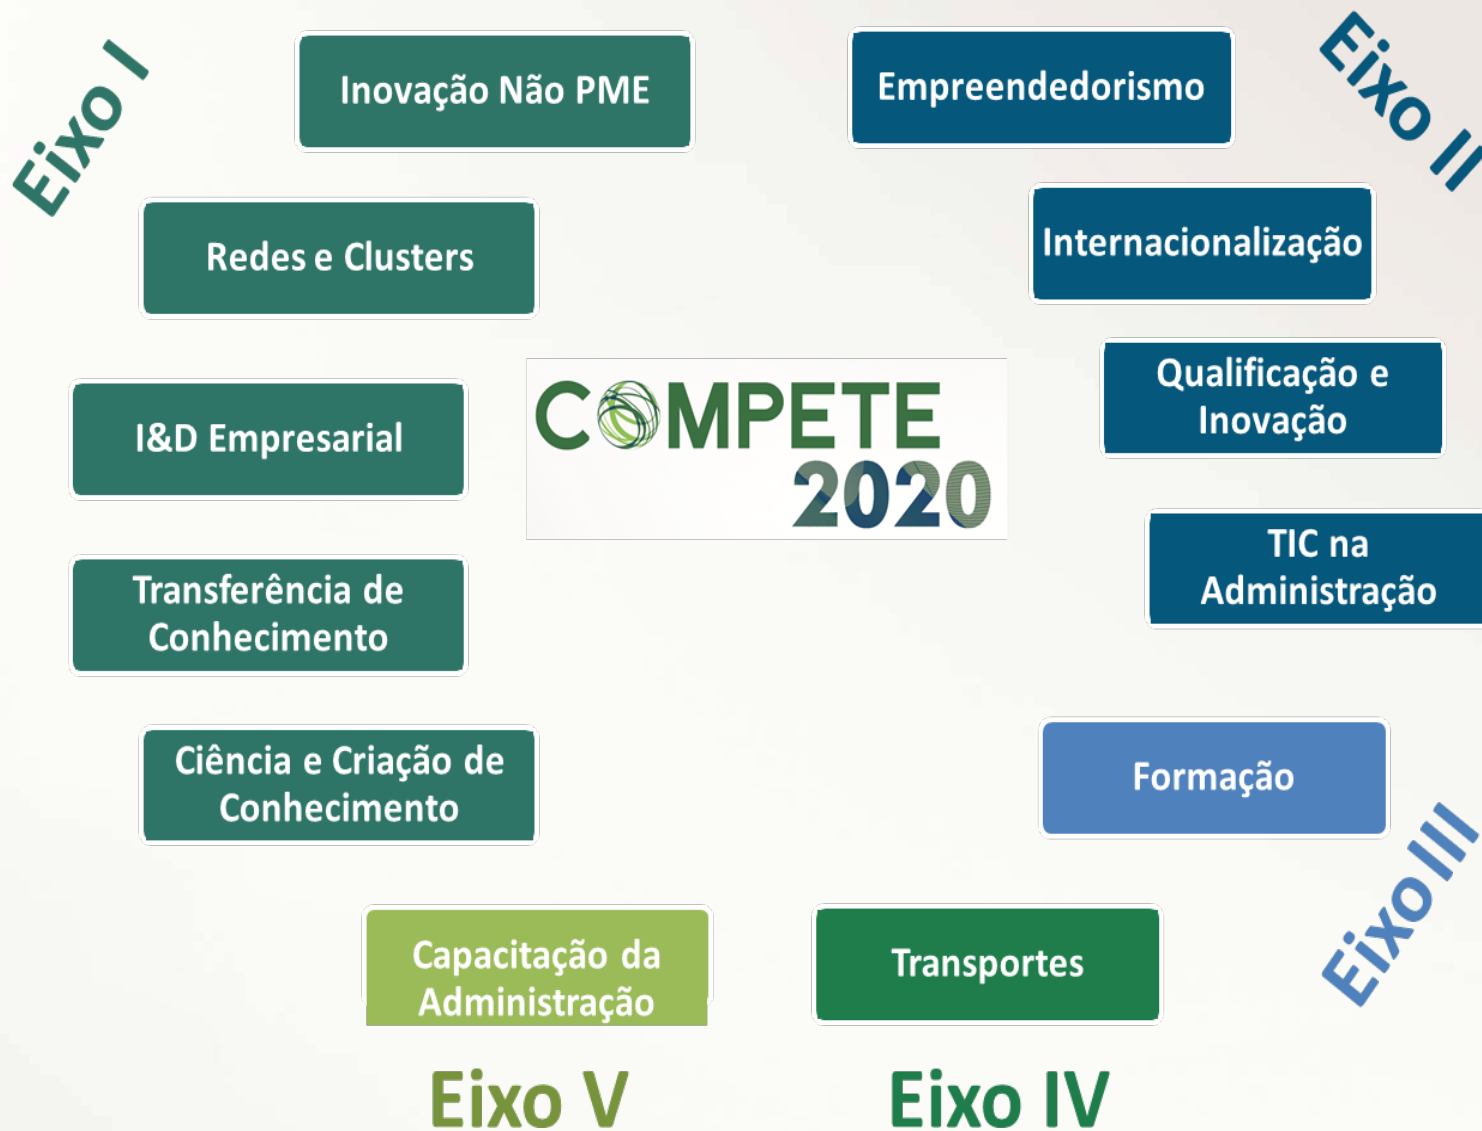 Eixo I
Inovação Não PME
Redes e Clusters
I&D Empresarial
Transferência de
Conhecimento
Ciência e Criação de
Conhecimento
COMPETE
2020
Eixo II
Empreendedorismo
Internacionalização
Qualificação e
Inovação
TIC na
Administração
Formação
Eixo III
Capacitação da
Administração
Eixo V
Transportes
Eixo IV